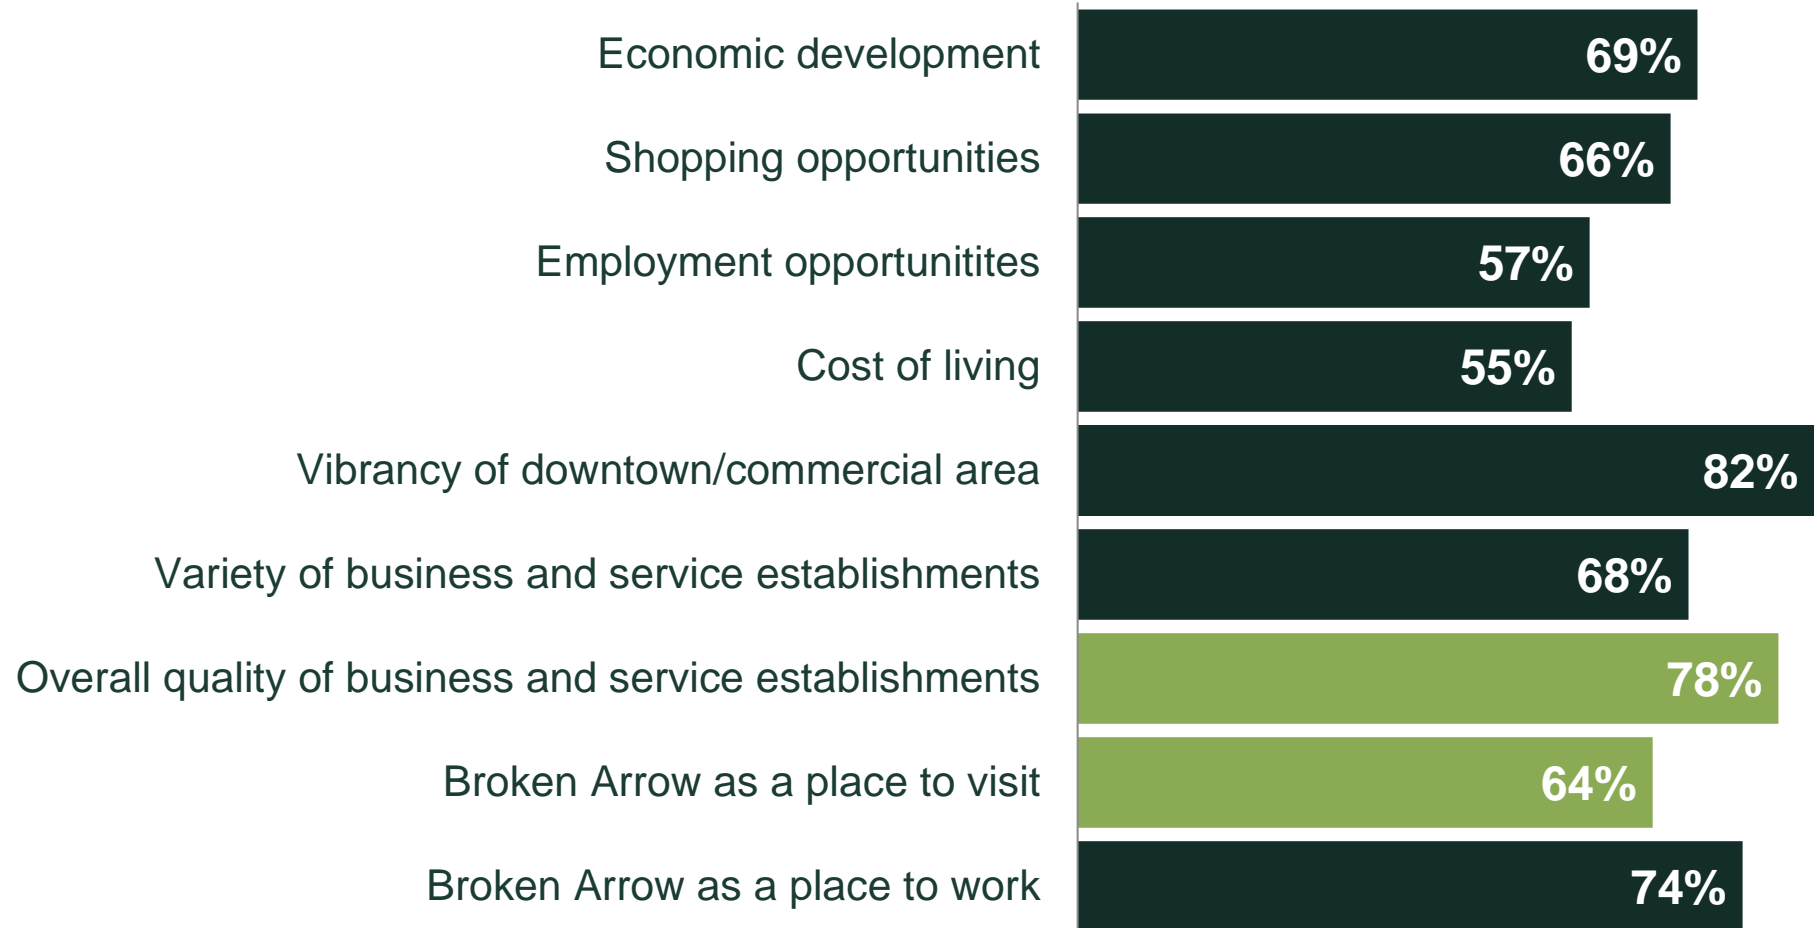 Economic development 69%
Shopping opportunities 66%
Employment opportunitites 57%
Cost of living 55%
Vibrancy of downtown/commercial area 82%
Variety of business and service establishments 68%
Overall quality of business and service establishments 78%
Broken Arrow as a place to visit 64%
Broken Arrow as a place to work 74%